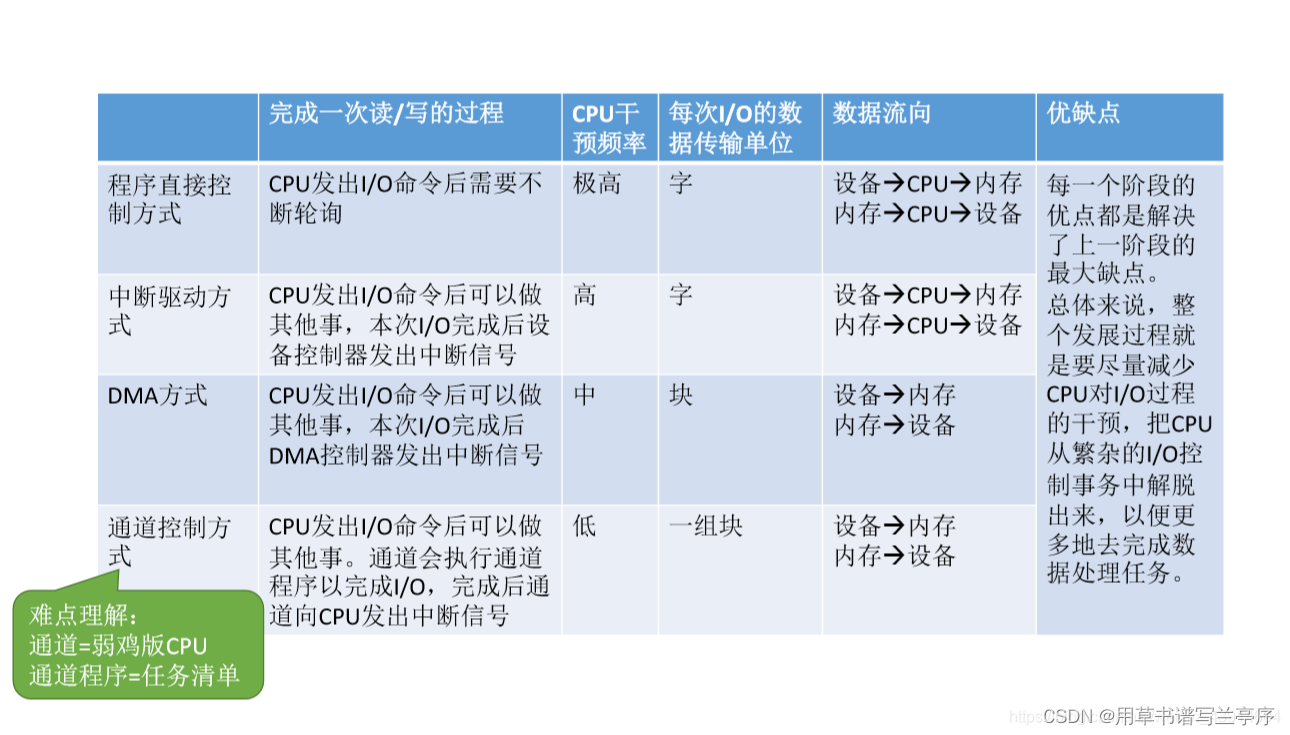 完成一次读/写的过程
CPU干
预频率
每次I/O的数
据传输单位
数据流向
优缺点
程序直接控
制方式
CPU发出I/O命令后需要不
断轮询
极高
字
设备→CPU→内存
内存→CPU→设备
每一个阶段的
优点都是解决
了上一阶段的
最大缺点。
总体来说，整
个发展过程就
是要尽量减少
CPU对I/O过程
的干预，把CPU
从繁杂的I/O控
制事务中解脱
出来，以便更
多地去完成数
据处理任务。
中断驱动方
式
CPU发出I/O命令后可以做
其他事，本次I/O完成后设
备控制器发出中断信号
高
字
设备→CPU→内存
内存→CPU→设备
DMA方式
CPU发出I/O命令后可以做
其他事，本次I/O完成后
DMA控制器发出中断信号
中
块
设备→内存
内存→设备
通道控制方
式
CPU发出I/O命令后可以做
其他事。通道会执行通道
程序以完成I/O，完成后通
道向CPU发出中断信号
低
一组块
设备→内存
内存→设备
难点理解：
通道=弱鸡版CPU
通道程序=任务清单
CSDN @用草书谱写兰亭序